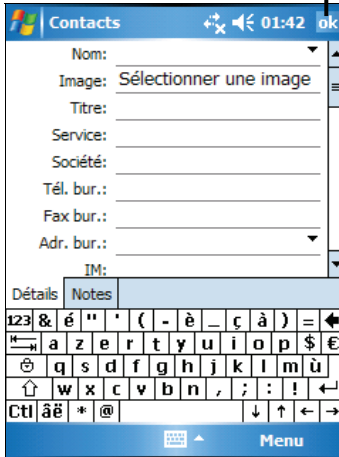 Contacts 01:42 ok
Nom:
Image: Sélectionner une image
Titre:
Service:
Société:
Tél. bur.:
Fax bur.:
Adr. bur.:
IM:
Détails Notes
123 & é " ' ( - è _ ç à ) =
a z e r t y u i o p $ €
q s d f g h j k l m ù
w x c v b n , ; : !
Ctl âë * @ ↓ ↑ ← →
Menu